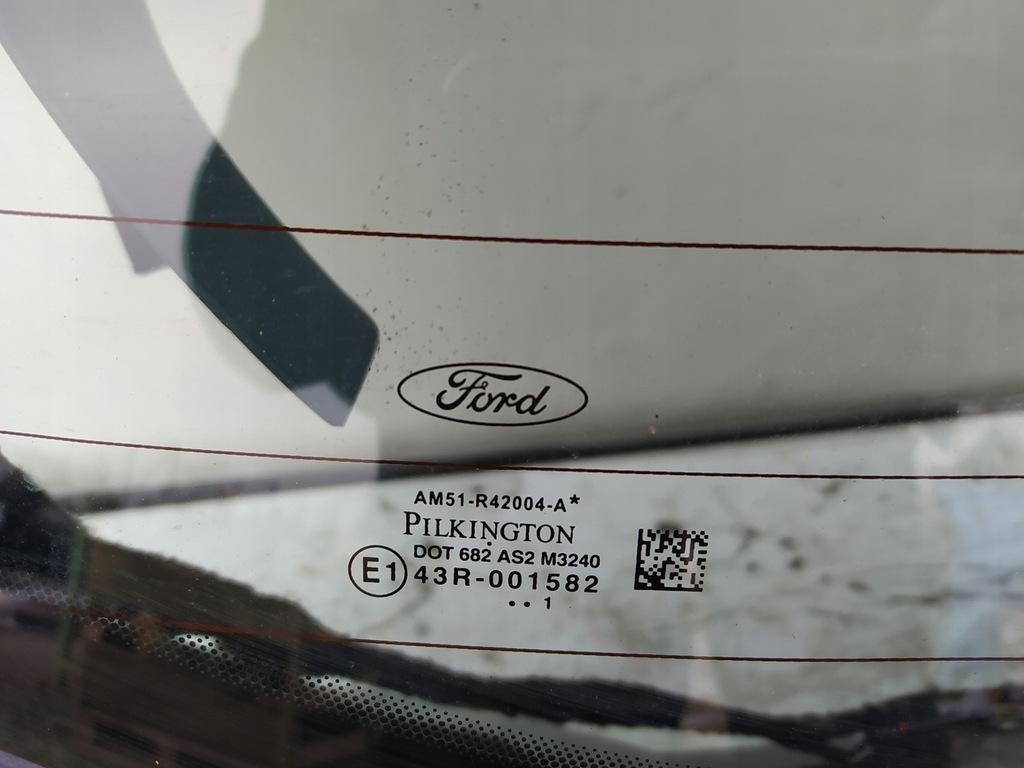 Ford
AM51-R42004-A*
PILKINGTON
DOT 682 AS2 M3240
E1 43R-001582
•• 1